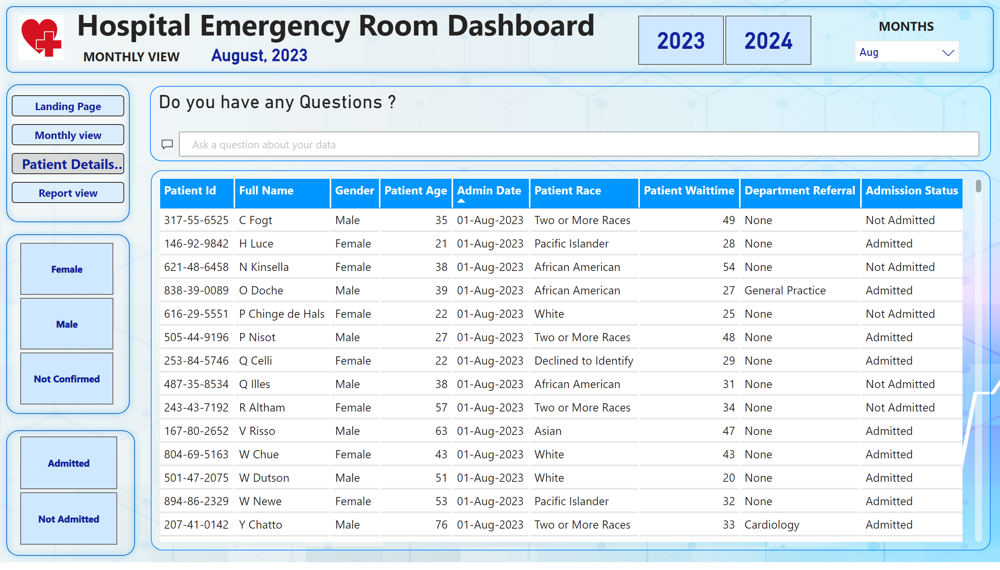 Hospital Emergency Room Dashboard
MONTHLY VIEW August, 2023
2023 2024
MONTHS
Aug
Landing Page
Monthly view
Patient Details..
Report view
Female
Male
Not Confirmed
Admitted
Not Admitted
Do you have any Questions ?
Ask a question about your data
Patient Id Full Name Gender Patient Age Admin Date Patient Race Patient Waittime Department Referral Admission Status
317-55-6525 C Fogt Male 35 01-Aug-2023 Two or More Races 49 None Not Admitted
146-92-9842 H Luce Female 21 01-Aug-2023 Pacific Islander 28 None Admitted
621-48-6458 N Kinsella Female 38 01-Aug-2023 African American 54 None Not Admitted
838-39-0089 O Doche Male 39 01-Aug-2023 African American 27 General Practice Admitted
616-29-5551 P Chinge de Hals Female 22 01-Aug-2023 White 25 None Not Admitted
505-44-9196 P Nisot Male 27 01-Aug-2023 Two or More Races 48 None Admitted
253-84-5746 Q Celli Female 22 01-Aug-2023 Declined to Identify 29 None Admitted
487-35-8534 Q Illes Male 38 01-Aug-2023 African American 31 None Not Admitted
243-43-7192 R Altham Female 57 01-Aug-2023 Two or More Races 34 None Not Admitted
167-80-2652 V Risso Male 63 01-Aug-2023 Asian 47 None Admitted
804-69-5163 W Chue Female 43 01-Aug-2023 White 43 None Admitted
501-47-2075 W Dutson Male 51 01-Aug-2023 White 20 None Admitted
894-86-2329 W Newe Female 53 01-Aug-2023 Pacific Islander 32 None Admitted
207-41-0142 Y Chatto Male 76 01-Aug-2023 Two or More Races 33 Cardiology Admitted